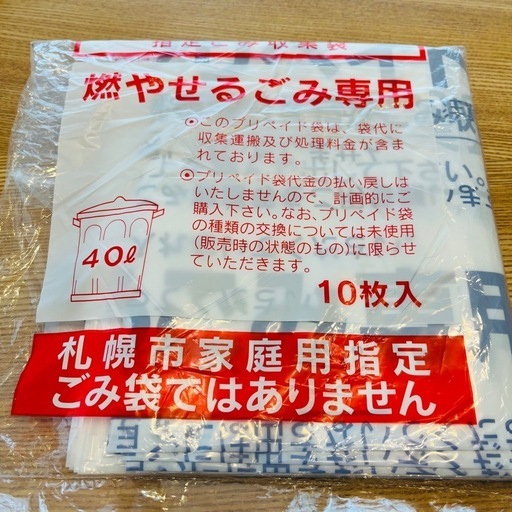 指定ごみ収集袋
燃やせるごみ専用
●このプリペイド袋は、袋代に
収集運搬及び処理料金が含ま
れております。
●プリペイド袋代金の払い戻しは
いたしませんので、計画的にご
購入下さい。なお、プリペイド袋
の種類の交換については未使用
(販売時の状態のもの)に限らせ
ていただきます。
40ℓ
10枚入
札幌市家庭用指定
ごみ袋ではありません